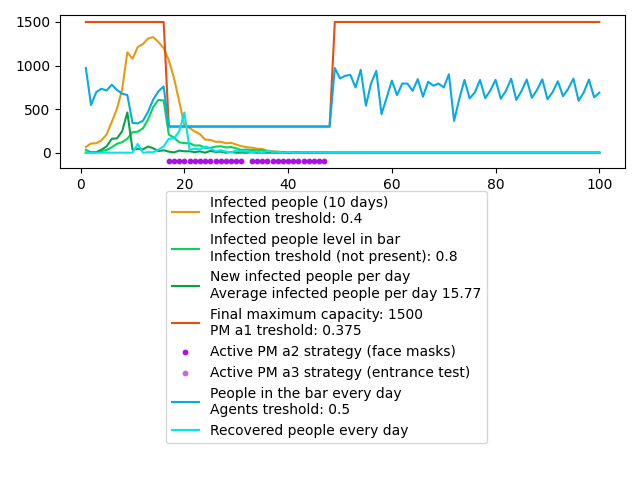 1500
1000
500
0
0 20 40 60 80 100
Infected people (10 days)
Infection treshold: 0.4
Infected people level in bar
Infection treshold (not present): 0.8
New infected people per day
Average infected people per day 15.77
Final maximum capacity: 1500
PM a1 treshold: 0.375
Active PM a2 strategy (face masks)
Active PM a3 strategy (entrance test)
People in the bar every day
Agents treshold: 0.5
Recovered people every day